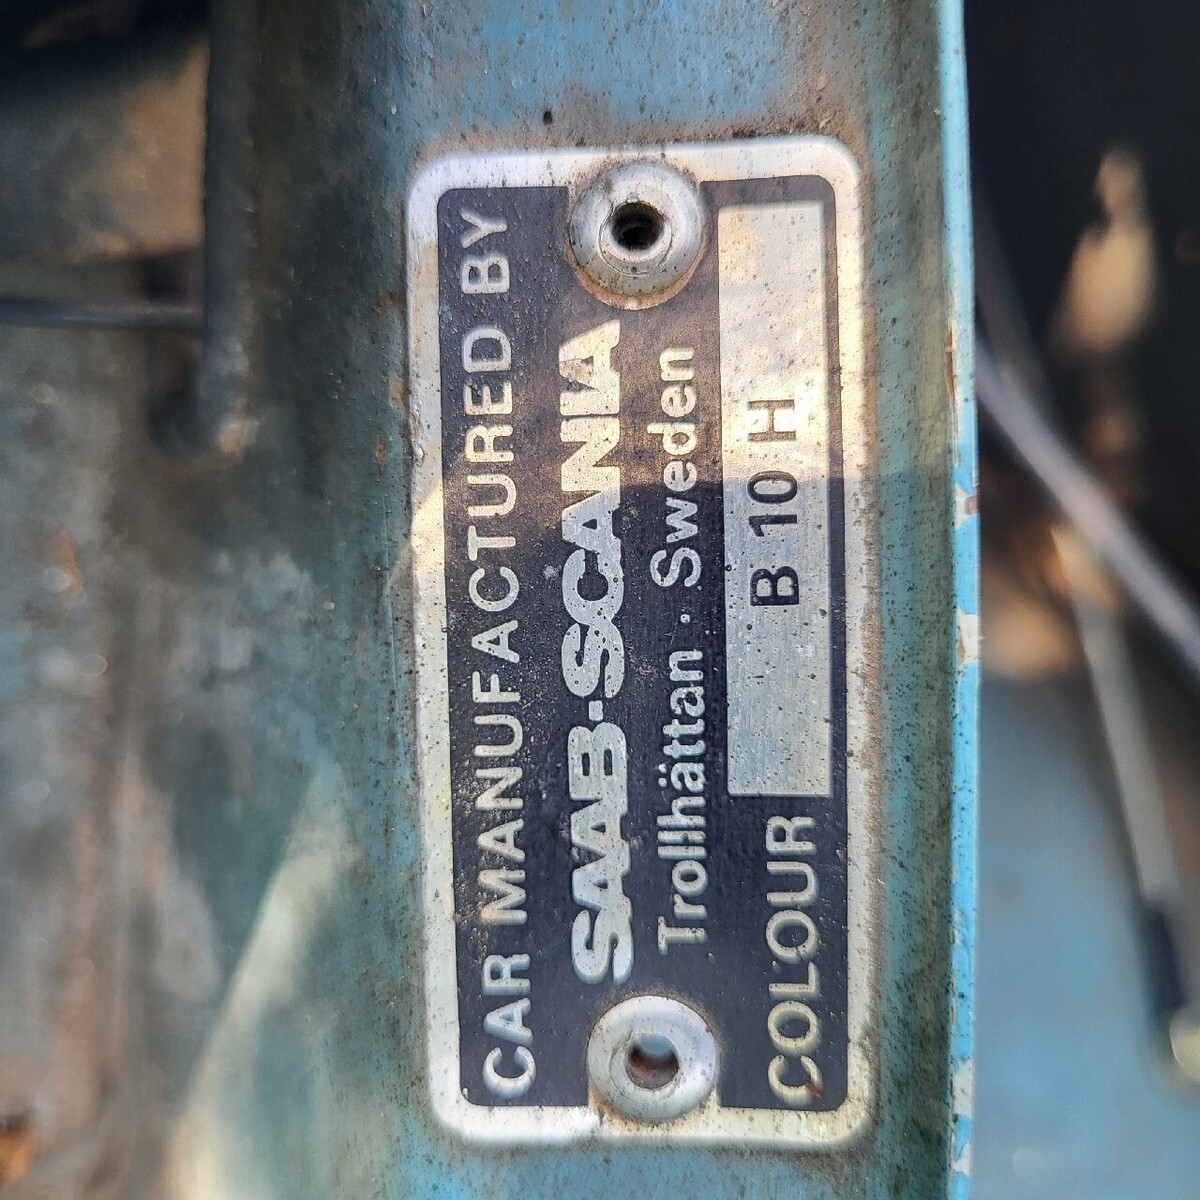 CAR MANUFACTURED BY
SAAB-SCANIA
Trollhättan · Sweden
COLOUR B 10 H